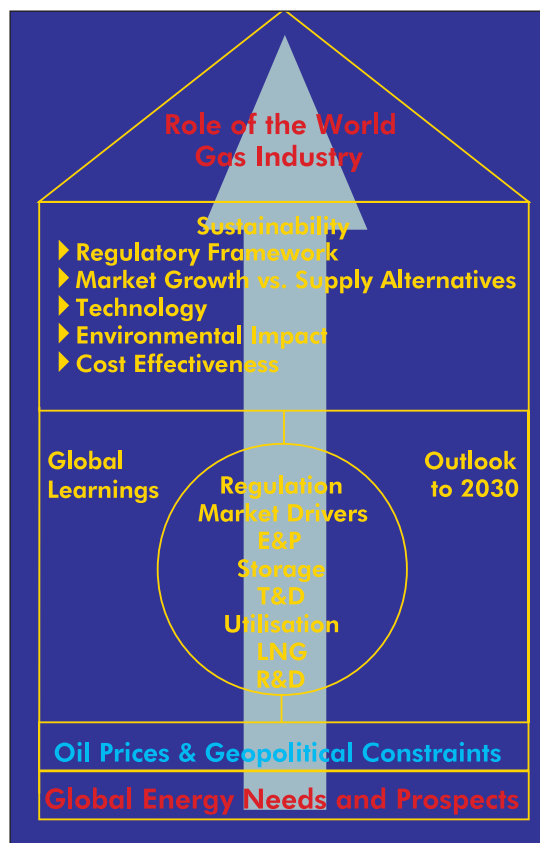 Role of the World
Gas Industry
Sustainability
Regulatory Framework
Market Growth vs. Supply Alternatives
Technology
Environmental Impact
Cost Effectiveness
Global
Learnings
Outlook
to 2030
Regulation
Market Drivers
E&P
Storage
T&D
Utilisation
LNG
R&D
Oil Prices & Geopolitical Constraints
Global Energy Needs and Prospects